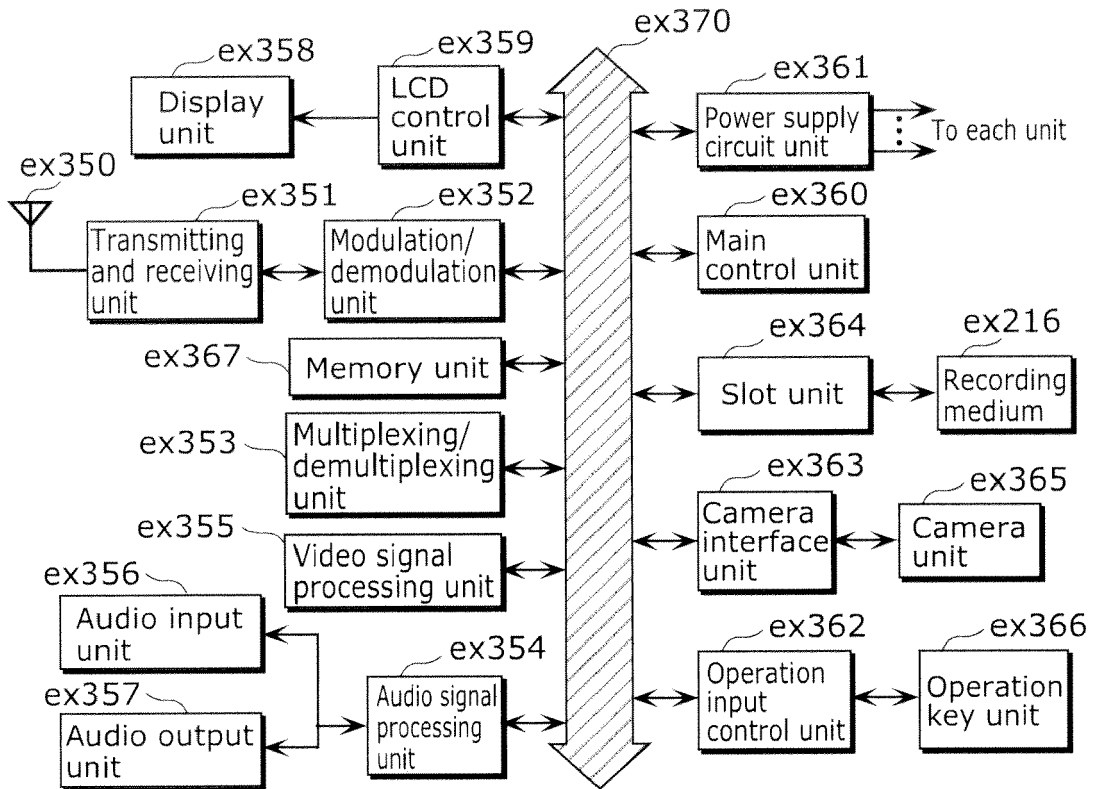 ex370
ex358
ex359
ex361
Display
unit
LCD
control
unit
Power supply
circuit unit
To each unit
ex350
ex351
ex352
ex360
Transmitting
and receiving
unit
Modulation/
demodulation
unit
Main
control unit
ex367
Memory unit
ex364
ex216
Slot unit
Recording
medium
ex353
Multiplexing/
demultiplexing
unit
ex363
ex365
Camera
interface
unit
Camera
unit
ex355
Video signal
processing unit
ex356
Audio input
unit
ex354
ex362
ex366
ex357
Audio output
unit
Audio signal
processing
unit
Operation
input
control unit
Operation
key unit